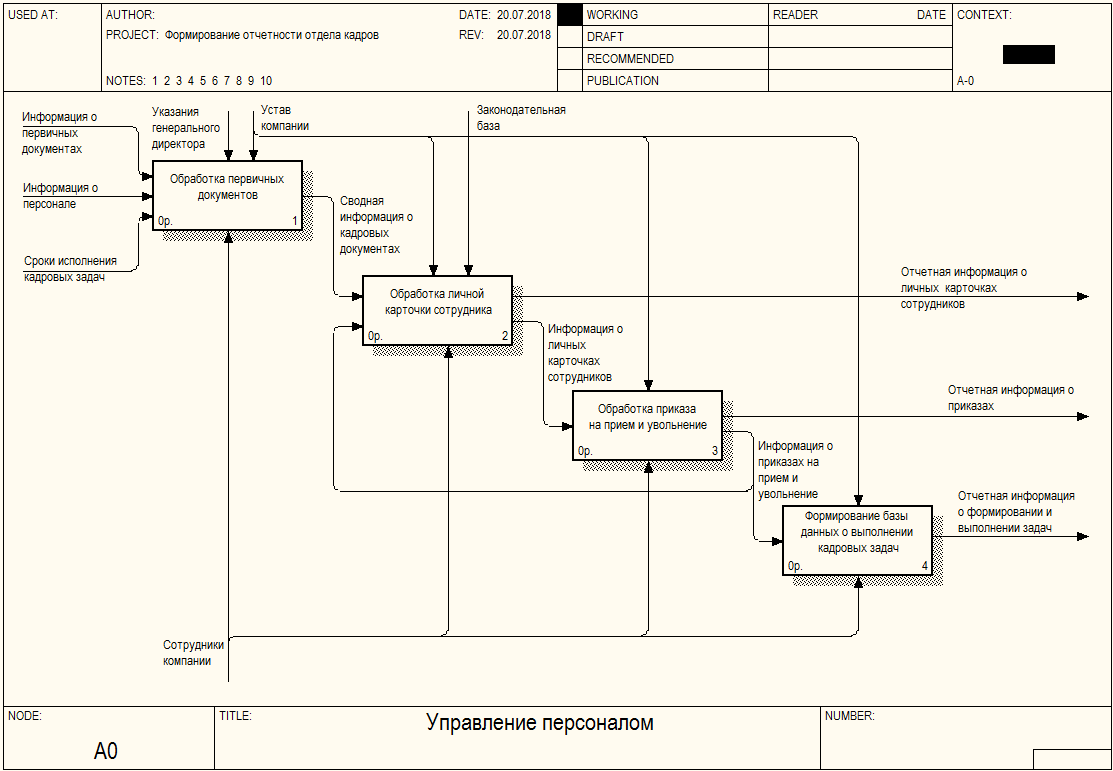 USED AT:
AUTHOR:
DATE: 20.07.2018
PROJECT: Формирование отчетности отдела кадров
REV: 20.07.2018
NOTES: 1 2 3 4 5 6 7 8 9 10
WORKING
DRAFT
RECOMMENDED
PUBLICATION
READER
DATE
CONTEXT:
A-0
Информация о
первичных
документах
Указания
генерального
директора
Устав
компании
Законодательная
база
Информация о
персонале
Сроки исполнения
кадровых задач
Обработка первичных
документов
0р.
1
Сводная
информация о
кадровых
документах
Обработка личной
карточки сотрудника
0р.
2
Отчетная информация о
личных карточках
сотрудников
Информация о
личных
карточках
сотрудников
Обработка приказа
на прием и увольнение
0р.
3
Отчетная информация о
приказах
Информация о
приказах на
прием и
увольнение
Формирование базы
данных о выполнении
кадровых задач
0р.
4
Отчетная информация
о формировании и
выполнении задач
Сотрудники
компании
NODE:
A0
TITLE:
Управление персоналом
NUMBER: